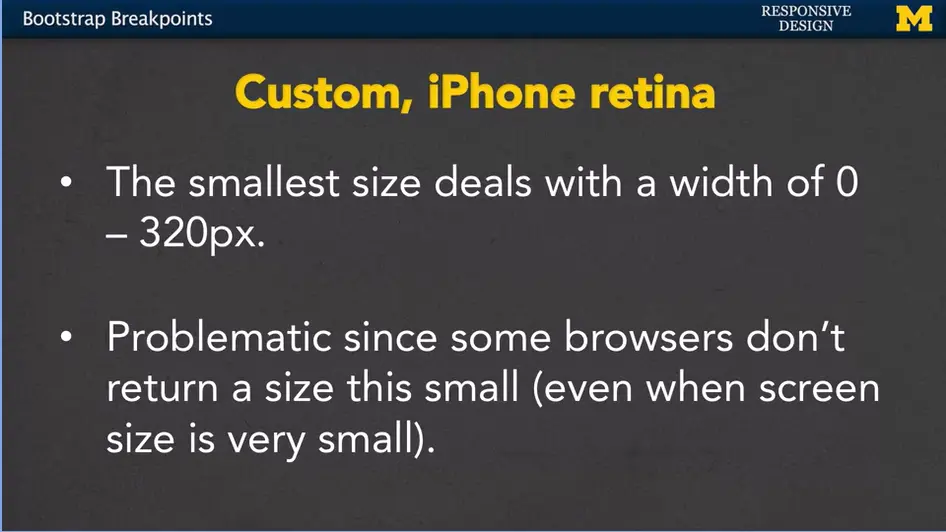 Bootstrap Breakpoints
RESPONSIVE
DESIGN
M
Custom, iPhone retina
• The smallest size deals with a width of 0
– 320px.
• Problematic since some browsers don’t
return a size this small (even when screen
size is very small).